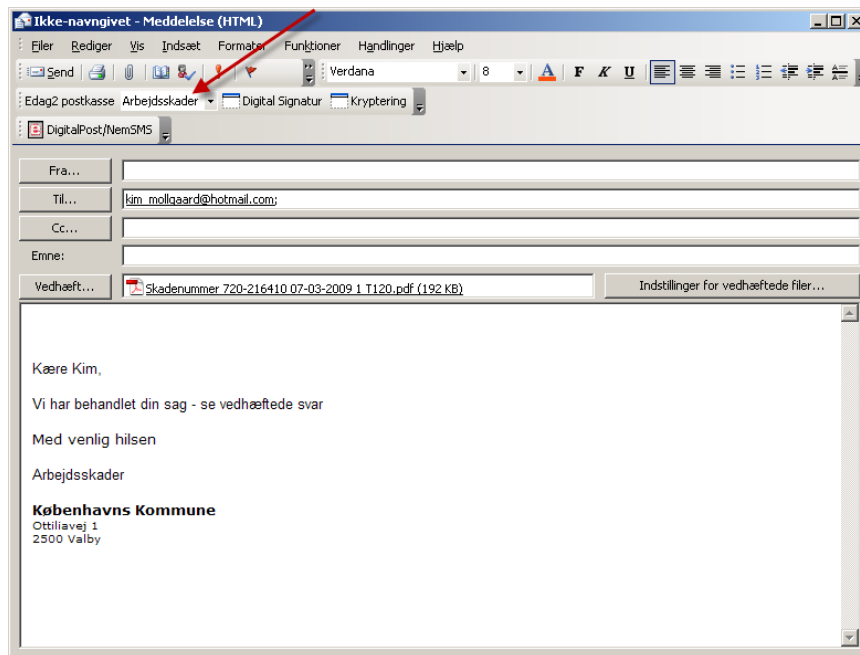 Ikke-navngivet - Meddelelse (HTML)
Filer Rediger Vis Indsæt Formater Funktioner Handlinger Hjælp
Send Verdana 8 A F K U
Edag2 postkasse Arbejdsskader Digital Signatur Kryptering
DigitalPost/NemSMS
Fra...
Til... kim_mollgaard@hotmail.com;
Cc...
Emne:
Vedhæft... Skadenummer 720-216410 07-03-2009 1 T120.pdf (192 KB) Indstillinger for vedhæftede filer...
Kære Kim,
Vi har behandlet din sag - se vedhæftede svar
Med venlig hilsen
Arbejdsskader
Københavns Kommune
Ottiliavej 1
2500 Valby